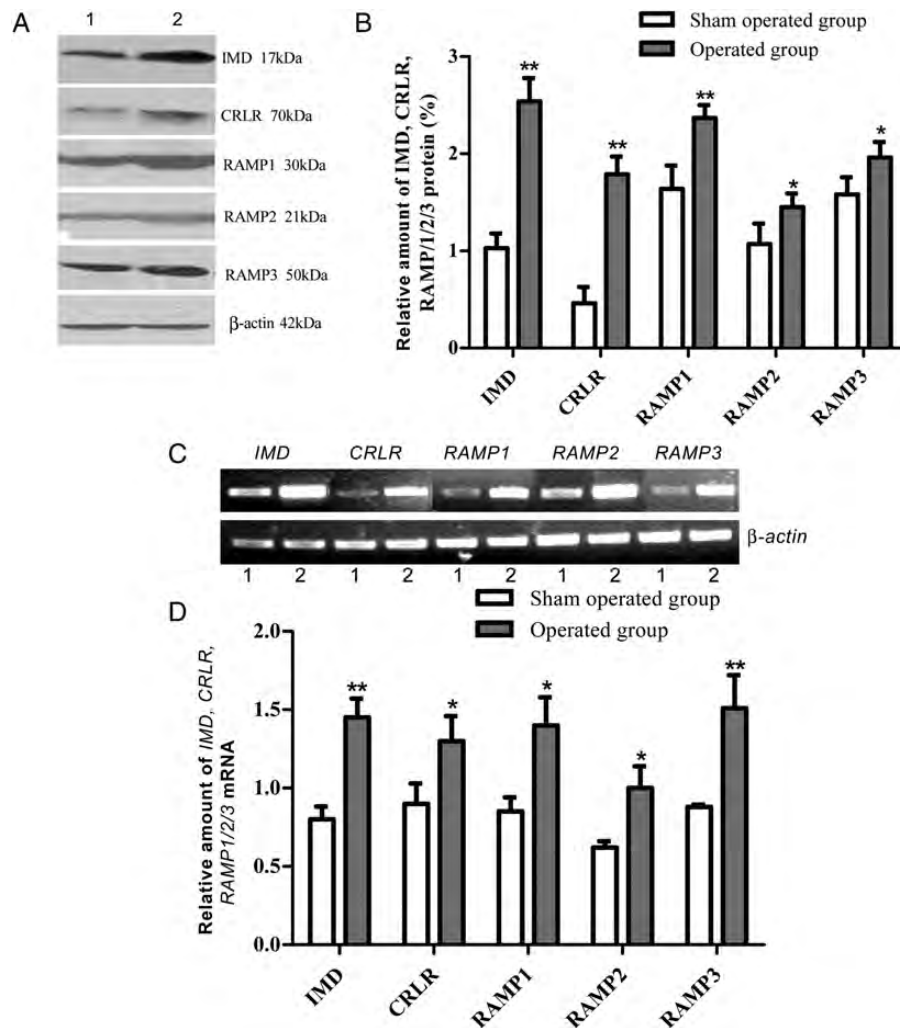 A
1 2
IMD 17kDa
CRLR 70kDa
RAMP1 30kDa
RAMP2 21kDa
RAMP3 50kDa
β-actin 42kDa
B
Sham operated group
Operated group
Relative amount of IMD, CRLR,
RAMP/1/2/3 protein (%)
3
2
1
0
** ** ** * *
IMD CRLR RAMP1 RAMP2 RAMP3
C
IMD CRLR RAMP1 RAMP2 RAMP3
β-actin
1 2 1 2 1 2 1 2 1 2
D
Sham operated group
Operated group
Relative amount of IMD, CRLR,
RAMP1/2/3 mRNA
2.0
1.5
1.0
0.5
0.0
** * * * **
IMD CRLR RAMP1 RAMP2 RAMP3